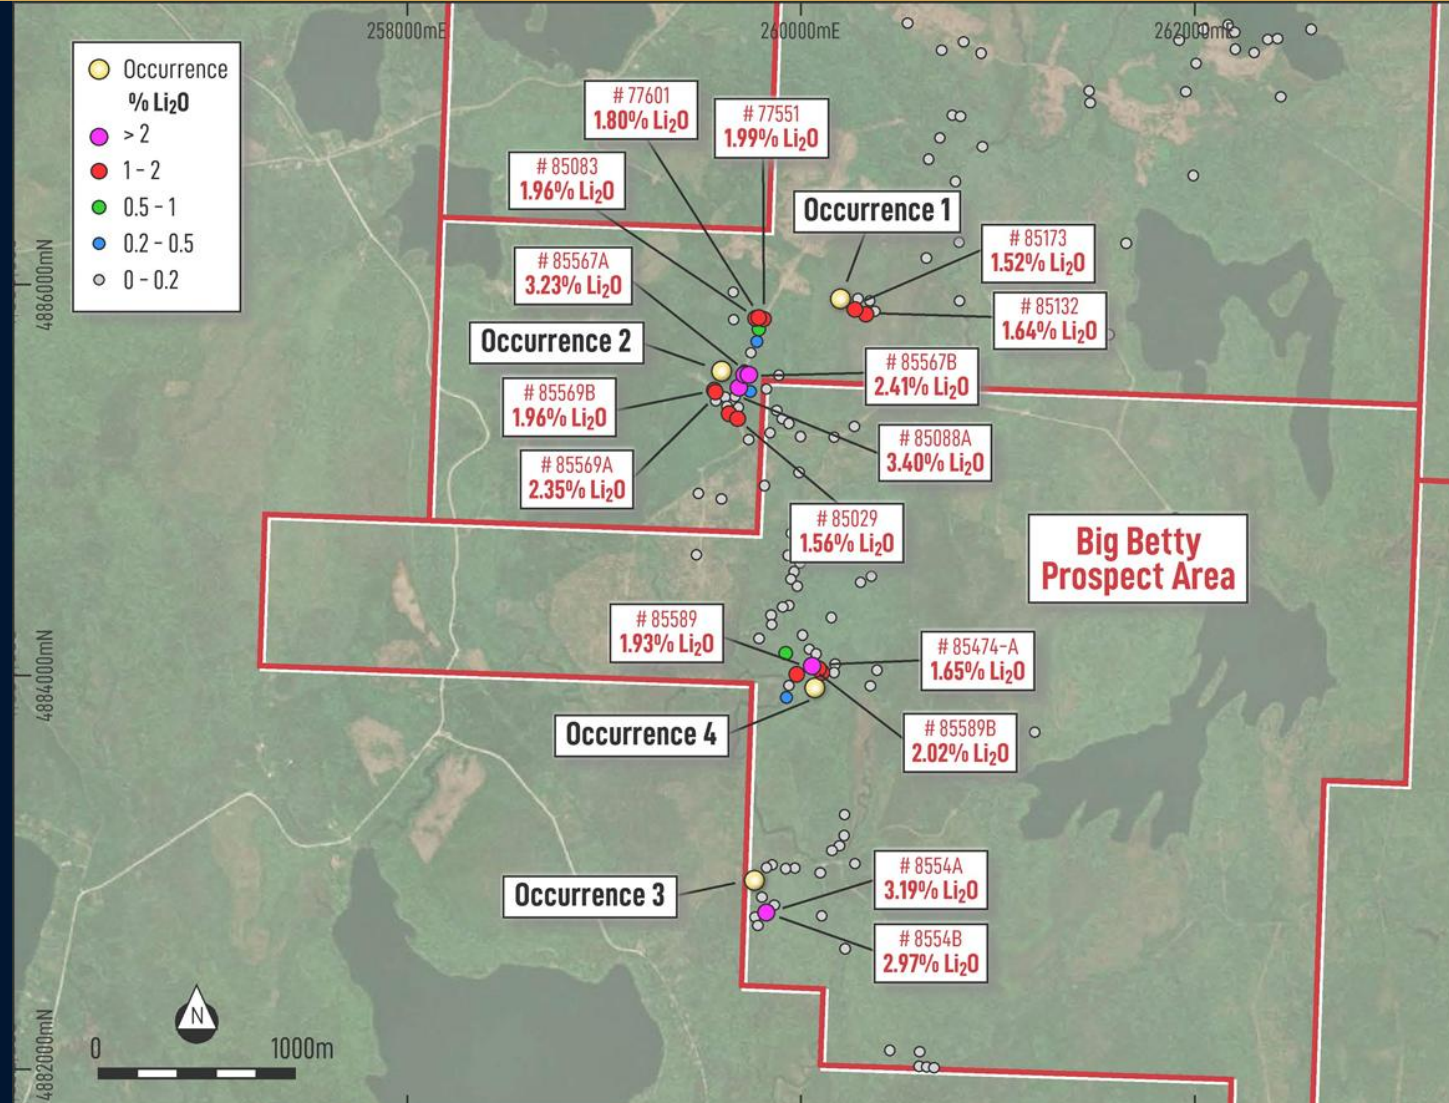 258000mE
260000mE
262000mE
Occurrence
% Li₂O
> 2
1 - 2
0.5 - 1
0.2 - 0.5
0 - 0.2
# 77601
1.80% Li₂O
# 77551
1.99% Li₂O
# 85083
1.96% Li₂O
Occurrence 1
# 85173
1.52% Li₂O
# 85567A
3.23% Li₂O
4886000mN
# 85132
1.64% Li₂O
Occurrence 2
# 85567B
2.41% Li₂O
# 85569B
1.96% Li₂O
# 85088A
3.40% Li₂O
# 85569A
2.35% Li₂O
# 85029
1.56% Li₂O
Big Betty
Prospect Area
# 85589
1.93% Li₂O
# 85474-A
1.65% Li₂O
4884000mN
Occurrence 4
# 85589B
2.02% Li₂O
# 8554A
3.19% Li₂O
Occurrence 3
# 8554B
2.97% Li₂O
N
0
1000m
4882000mN